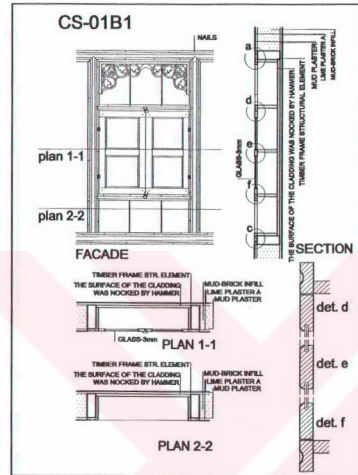 CS-01B1
NAILS
a
d
e
f
c
plan 1-1
plan 2-2
GLASS-3mm
MUD PLASTER
LIME PLASTER A
MUD-BRICK INFILL
THE SURFACE OF THE CLADDING WAS NOCKED BY HAMMER
TIMBER FRAME STRUCTURAL ELEMENT
FACADE
SECTION
TIMBER FRAME STR. ELEMENT
THE SURFACE OF THE CLADDING
WAS NOCKED BY HAMMER
MUD-BRICK INFILL
LIME PLASTER A
MUD PLASTER
GLASS-3mm
PLAN 1-1
TIMBER FRAME STR. ELEMENT
THE SURFACE OF THE CLADDING
WAS NOCKED BY HAMMER
MUD-BRICK INFILL
LIME PLASTER A
MUD PLASTER
PLAN 2-2
det. d
det. e
det. f